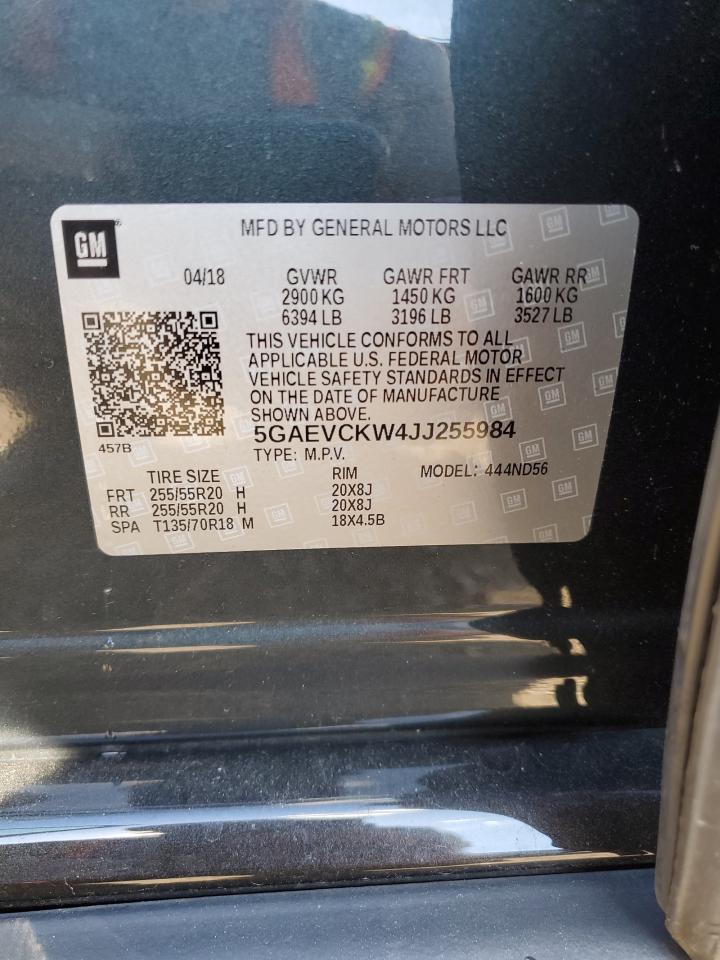 GM
MFD BY GENERAL MOTORS LLC
04/18 GVWR GAWR FRT GAWR RR
2900 KG 1450 KG 1600 KG
6394 LB 3196 LB 3527 LB
THIS VEHICLE CONFORMS TO ALL
APPLICABLE U.S. FEDERAL MOTOR
VEHICLE SAFETY STANDARDS IN EFFECT
ON THE DATE OF MANUFACTURE
SHOWN ABOVE.
457B
5GAEVCKW4JJ255984
TYPE: M.P.V. MODEL: 444ND56
TIRE SIZE RIM
FRT 255/55R20 H 20X8J
RR 255/55R20 H 20X8J
SPA T135/70R18 M 18X4.5B